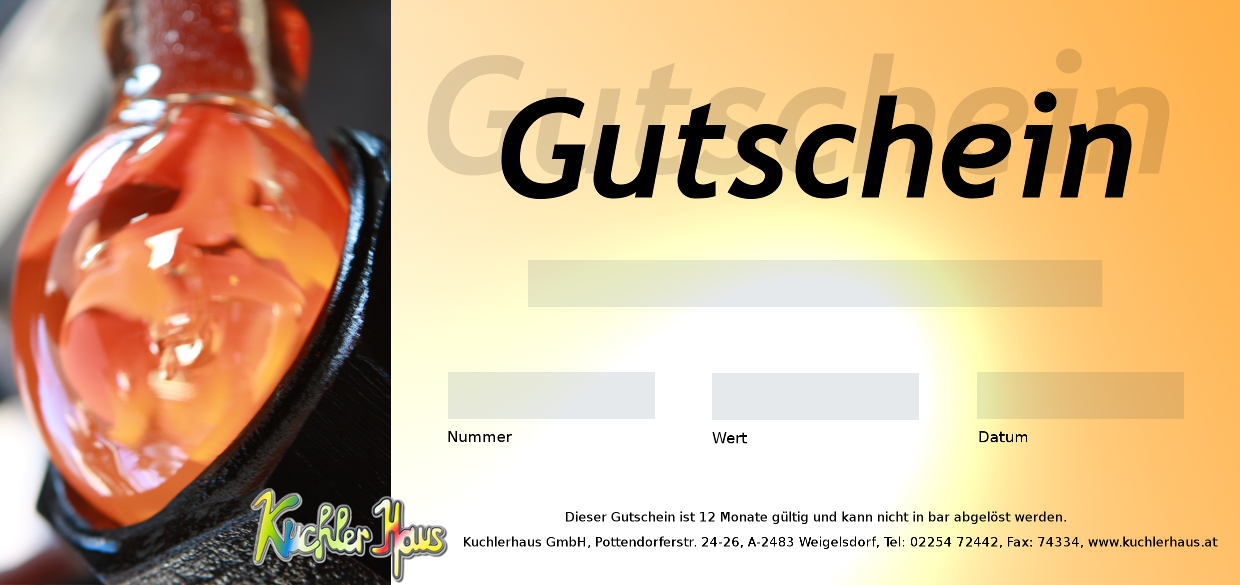 Gutschein
Gutschein
Nummer
Wert
Datum
Kuchler Haus
Dieser Gutschein ist 12 Monate gültig und kann nicht in bar abgelöst werden.
Kuchlerhaus GmbH, Pottendorferstr. 24-26, A-2483 Weigelsdorf, Tel: 02254 72442, Fax: 74334, www.kuchlerhaus.at